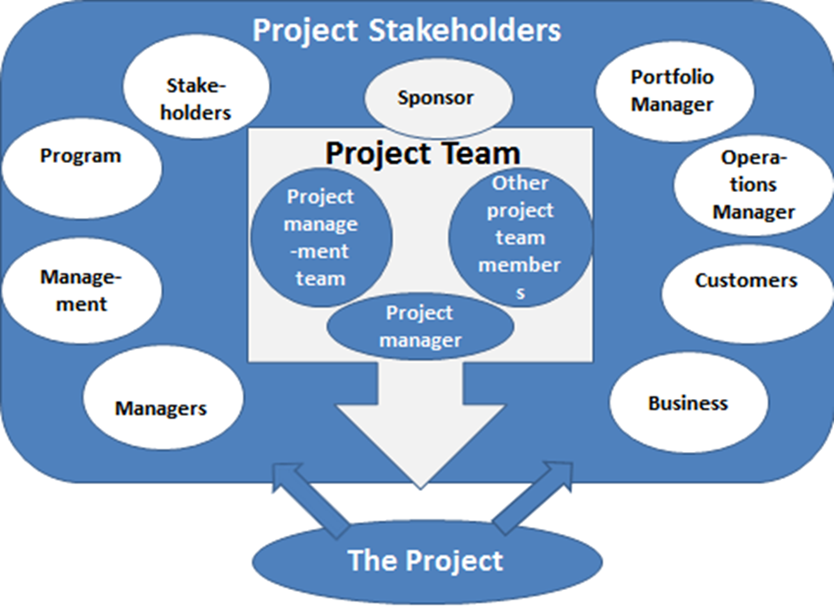 Project Stakeholders
Stake-
holders
Sponsor
Portfolio
Manager
Program
Project Team
Opera-
tions
Manager
Project
manage
-ment
team
Other
project
team
member
s
Manage-
ment
Customers
Project
manager
Managers
Business
The Project